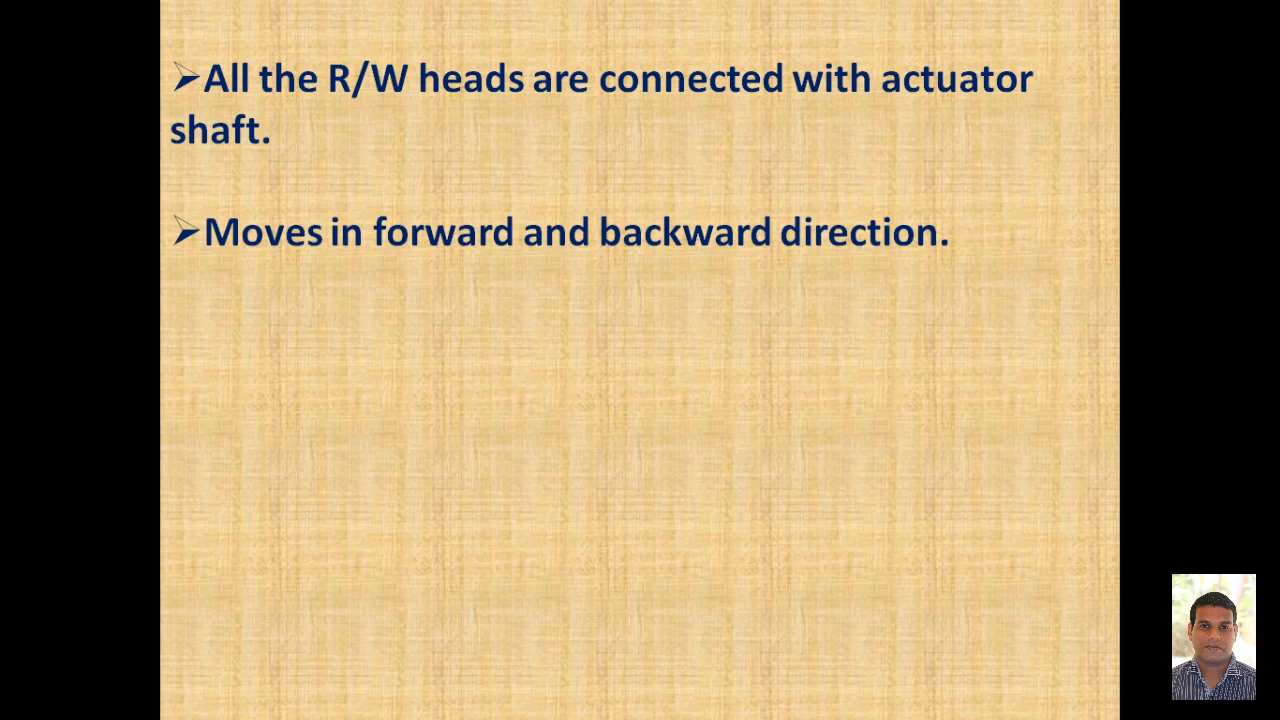 ➢All the R/W heads are connected with actuator
shaft.
➢Moves in forward and backward direction.